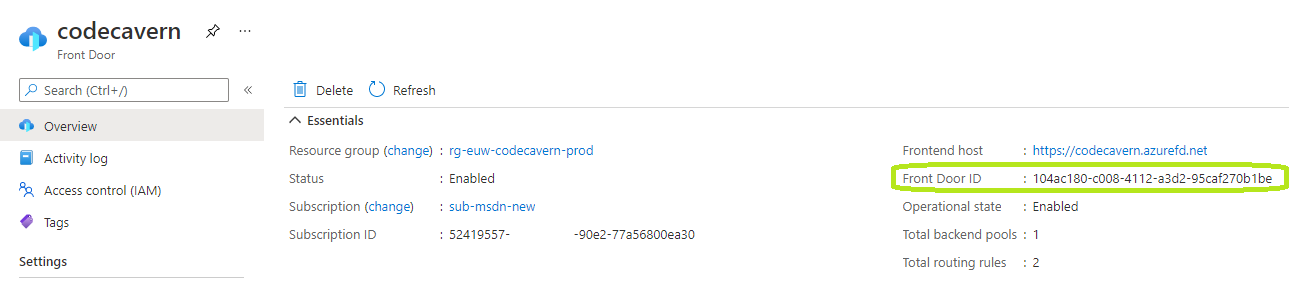 codecavern
Front Door
Search (Ctrl+/)
«
Overview
Activity log
Access control (IAM)
Tags
Settings
Delete
Refresh
Essentials
Resource group (change) : rg-euw-codecavern-prod
Status : Enabled
Subscription (change) : sub-msdn-new
Subscription ID : 52419557- -90e2-77a56800ea30
Frontend host : https://codecavern.azurefd.net
Front Door ID : 104ac180-c008-4112-a3d2-95caf270b1be
Operational state : Enabled
Total backend pools : 1
Total routing rules : 2